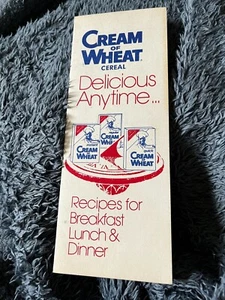 CREAM
OF
WHEAT
CEREAL
Delicious
Anytime...
CREAM
OF
WHEAT
CREAM
OF
WHEAT
CREAM
OF
WHEAT
Recipes for
Breakfast
Lunch &
Dinner